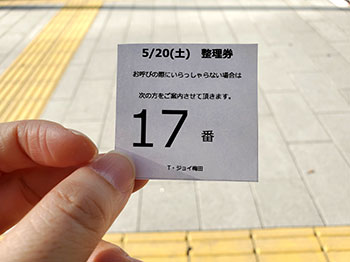 5/20(土) 整理券
お呼びの際にいらっしゃらない場合は
次の方をご案内させて頂きます。
17番
T・ジョイ梅田